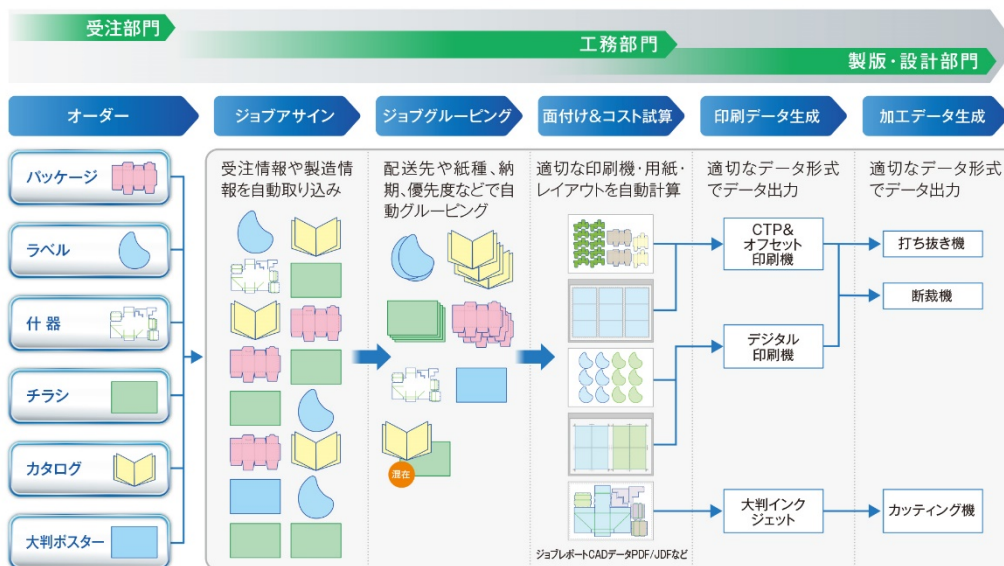 受注部門
工務部門
製版・設計部門
オーダー
ジョブアサイン
ジョブグルーピング
面付け&コスト試算
印刷データ生成
加工データ生成
パッケージ
ラベル
什器
チラシ
カタログ
大判ポスター
受注情報や製造情
報を自動取り込み
配送先や紙種、納
期、優先度などで自
動グルーピング
混在
適切な印刷機・用紙・
レイアウトを自動計算
ジョブレポートCADデータPDF/JDFなど
適切なデータ形式
でデータ出力
CTP&
オフセット
印刷機
デジタル
印刷機
大判インク
ジェット
適切なデータ形式
でデータ出力
打ち抜き機
断裁機
カッティング機